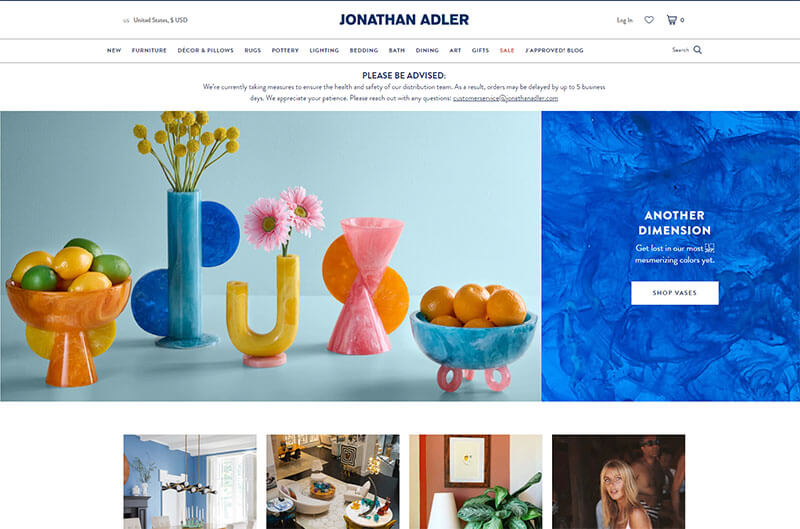 US United States, $ USD
JONATHAN ADLER
Log In 0
NEW FURNITURE DÉCOR & PILLOWS RUGS POTTERY LIGHTING BEDDING BATH DINING ART GIFTS SALE J'APPROVED! BLOG Search
PLEASE BE ADVISED:
We're currently taking measures to ensure the health and safety of our distribution team. As a result, orders may be delayed by up to 5 business
days. We appreciate your patience. Please reach out with any questions: customerservice@jonathanadler.com
ANOTHER
DIMENSION
Get lost in our most
mesmerizing colors yet.
SHOP VASES